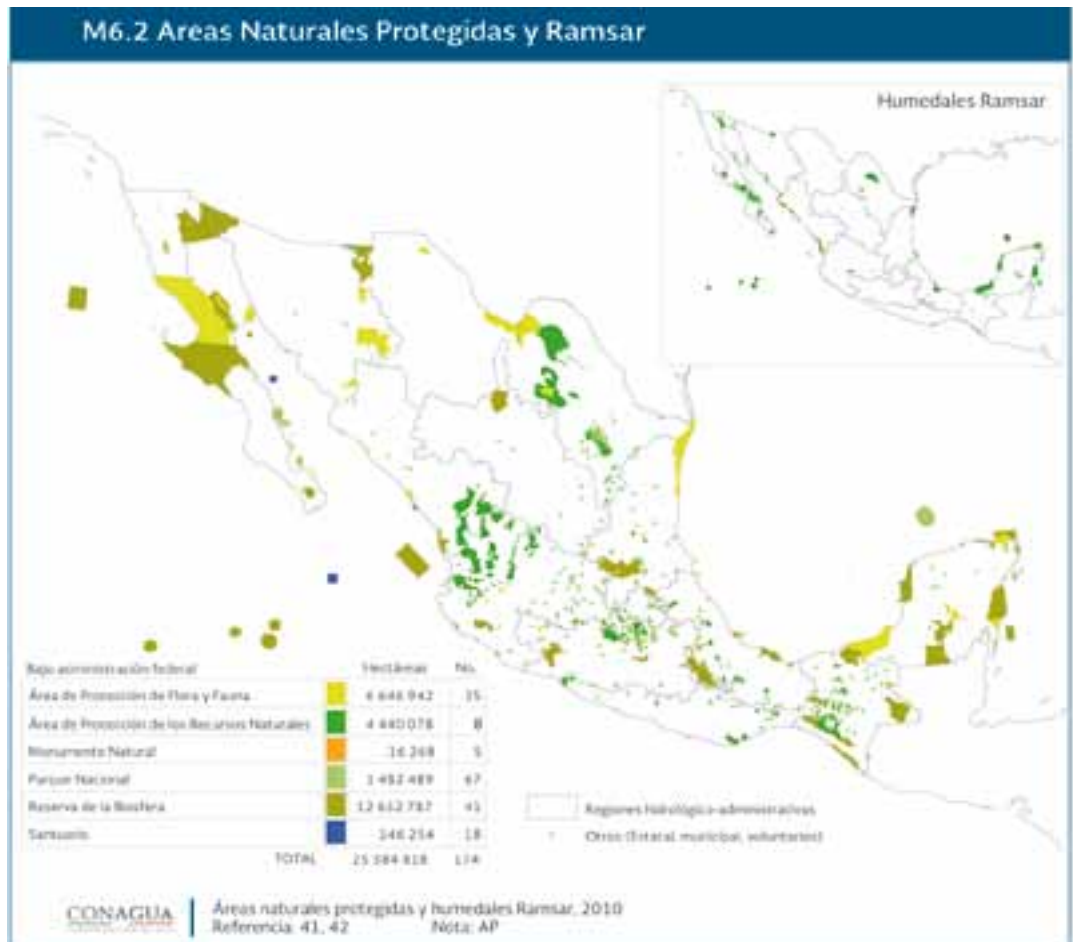 M6.2 Areas Naturales Protegidas y Ramsar
Humedales Ramsar
Bajo administración federal Hectáreas No.
Área de Protección de Flora y Fauna 6 646 942 35
Área de Protección de los Recursos Naturales 4 440 078 8
Monumento Natural 16 268 5
Parque Nacional 1 482 489 67
Reserva de la Biosfera 12 652 787 41
Santuario 146 254 18
TOTAL 25 384 818 174
Regiones hidrológico-administrativas
Otros (Estatal, municipal, voluntarios)
CONAGUA
Áreas naturales protegidas y humedales Ramsar, 2010
Referencia: 41, 42 Nota: AP